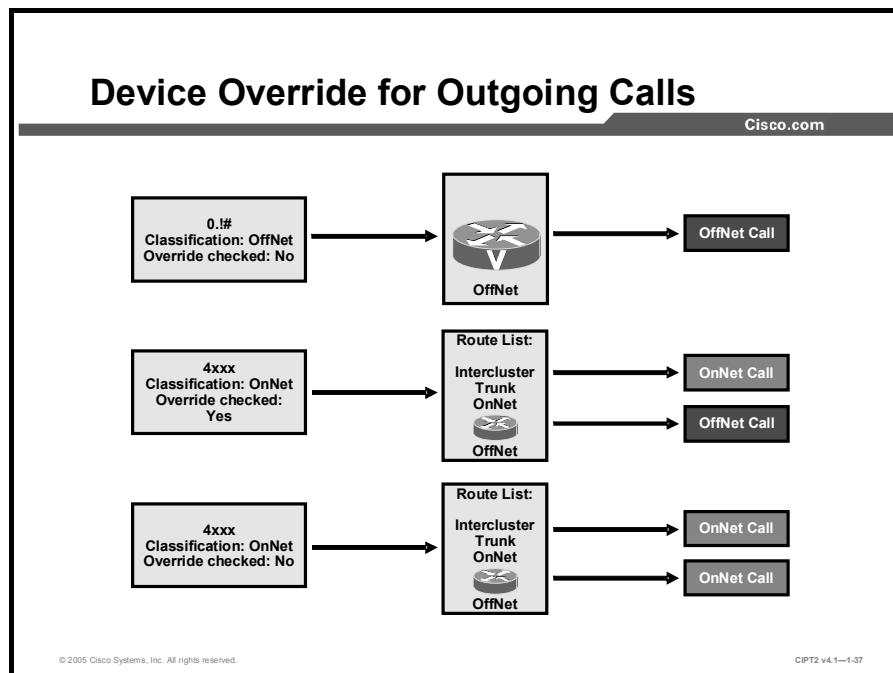 Device Override for Outgoing Calls
Cisco.com
0.!#
Classification: OffNet
Override checked: No
V
OffNet
OffNet Call
4xxx
Classification: OnNet
Override checked:
Yes
Route List:
Intercluster
Trunk
OnNet
OffNet
OnNet Call
OffNet Call
4xxx
Classification: OnNet
Override checked: No
Route List:
Intercluster
Trunk
OnNet
OffNet
OnNet Call
OnNet Call
© 2005 Cisco Systems, Inc. All rights reserved.
CIPT2 v4.1—1-37